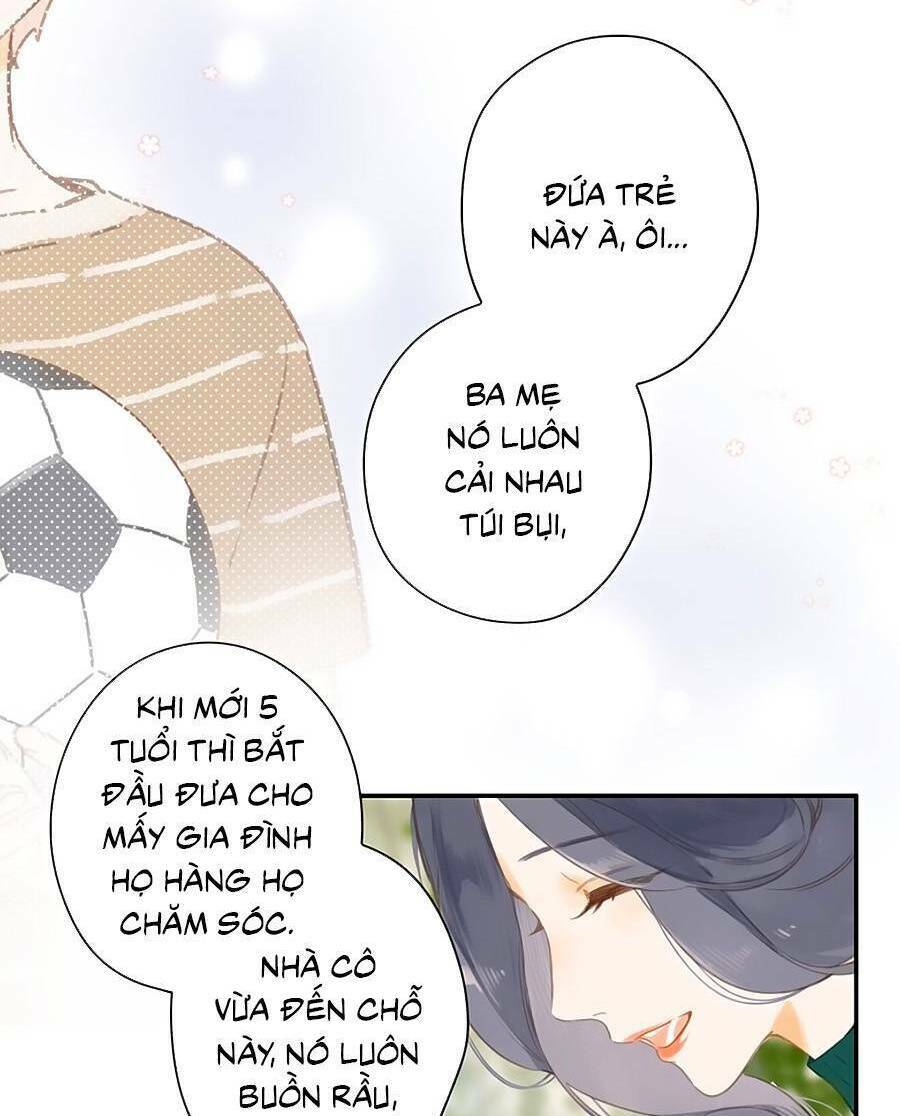 ĐỨA TRẺ
NÀY À, ÔI...
BA MẸ
NÓ LUÔN
CẢI NHAU
TÚI BỤI,
KHI MỚI 5
TUỔI THÌ BẮT
ĐẦU ĐƯA CHO
MẤY GIA ĐÌNH
HỌ HÀNG HỌ
CHĂM SÓC.
NHÀ CÔ
VỪA ĐẾN CHỖ
NÀY, NÓ LUÔN
BUỒN RẦU,